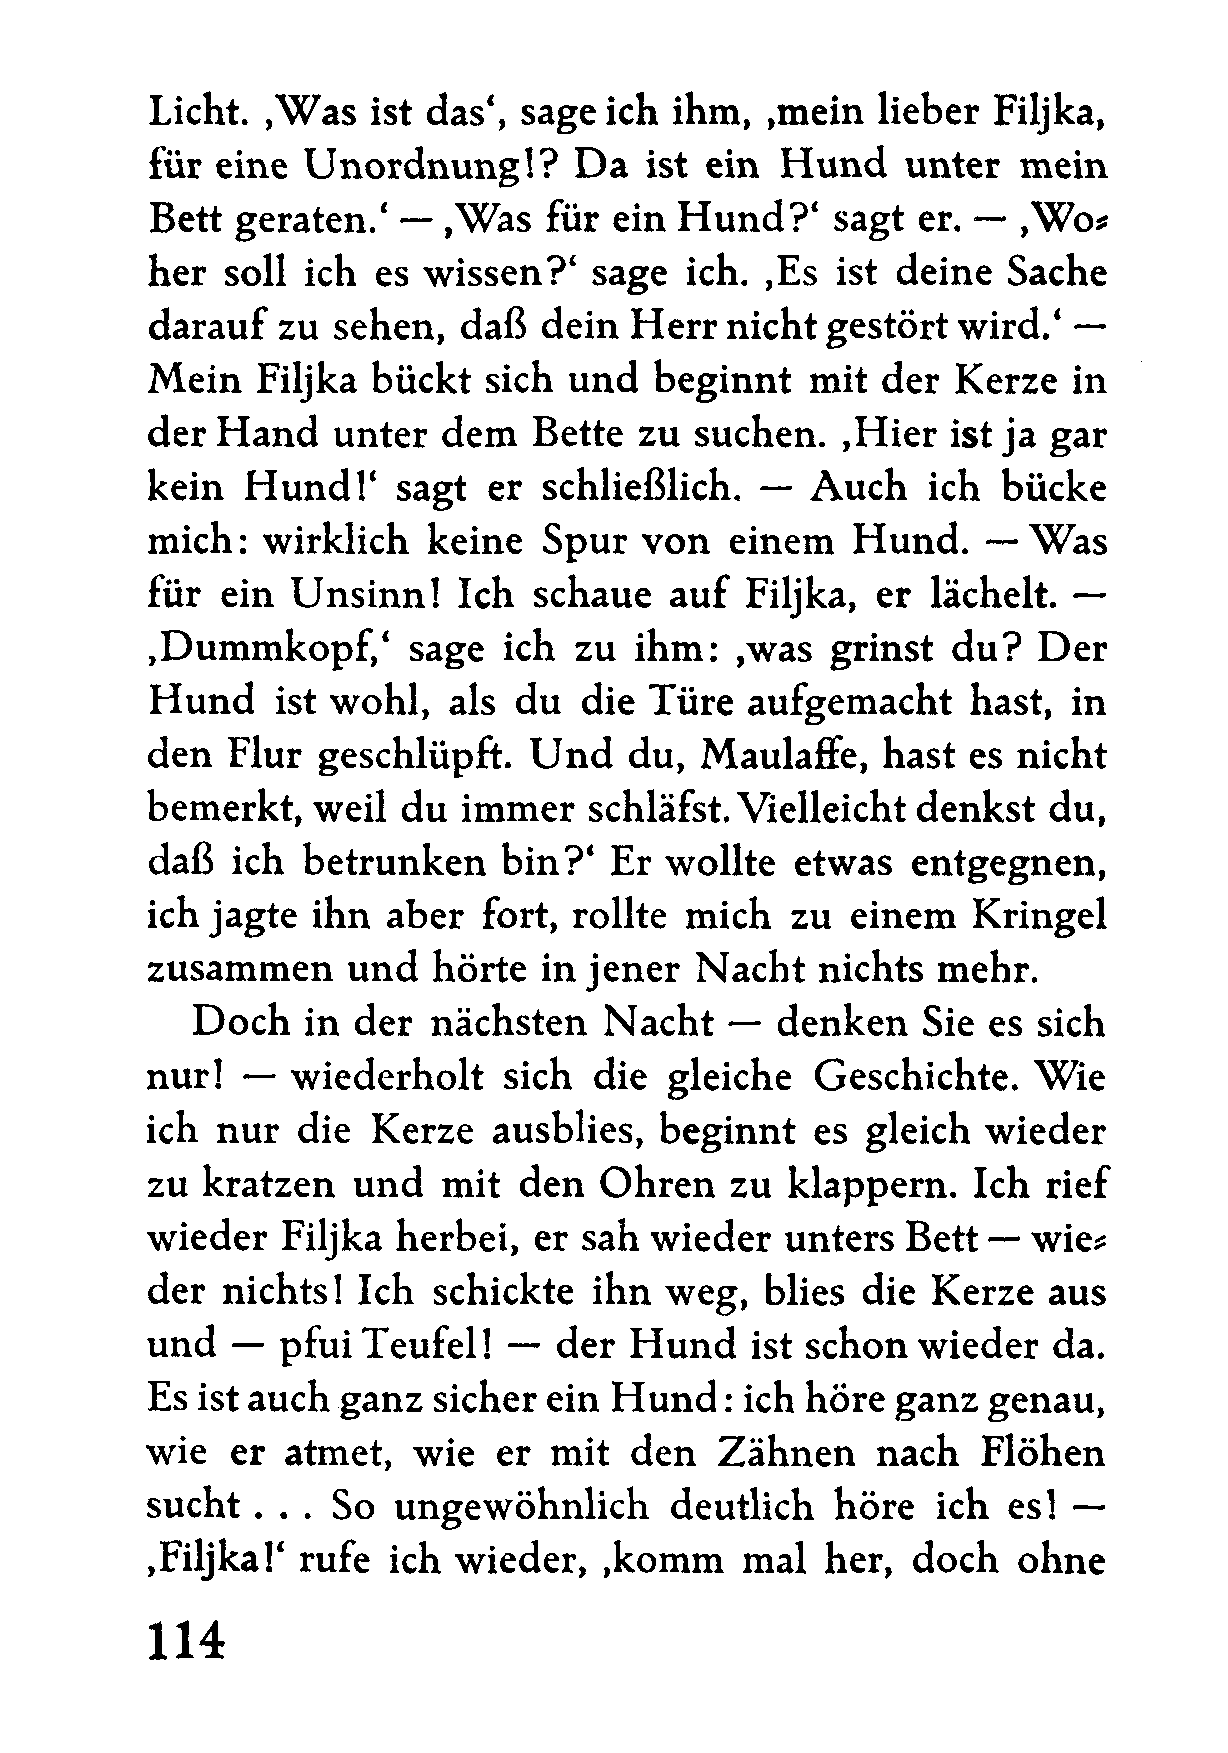 Licht. ‚Was ist das‘, sage ich ihm, ‚mein lieber Filjka,
für eine Unordnung!? Da ist ein Hund unter mein
Bett geraten.‘ — ‚Was für ein Hund?‘ sagt er. — ‚Wo⸗
her soll ich es wissen?‘ sage ich. ‚Es ist deine Sache
darauf zu sehen, daß dein Herr nicht gestört wird.‘ —
Mein Filjka bückt sich und beginnt mit der Kerze in
der Hand unter dem Bette zu suchen. ‚Hier ist ja gar
kein Hund!‘ sagt er schließlich. — Auch ich bücke
mich: wirklich keine Spur von einem Hund. — Was
für ein Unsinn! Ich schaue auf Filjka, er lächelt. —
‚Dummkopf,‘ sage ich zu ihm: ‚was grinst du? Der
Hund ist wohl, als du die Türe aufgemacht hast, in
den Flur geschlüpft. Und du, Maulaffe, hast es nicht
bemerkt, weil du immer schläfst. Vielleicht denkst du,
daß ich betrunken bin?‘ Er wollte etwas entgegnen,
ich jagte ihn aber fort, rollte mich zu einem Kringel
zusammen und hörte in jener Nacht nichts mehr.
Doch in der nächsten Nacht — denken Sie es sich
nur! — wiederholt sich die gleiche Geschichte. Wie
ich nur die Kerze ausblies, beginnt es gleich wieder
zu kratzen und mit den Ohren zu klappern. Ich rief
wieder Filjka herbei, er sah wieder unters Bett — wie⸗
der nichts! Ich schickte ihn weg, blies die Kerze aus
und — pfui Teufel! — der Hund ist schon wieder da.
Es ist auch ganz sicher ein Hund: ich höre ganz genau,
wie er atmet, wie er mit den Zähnen nach Flöhen
sucht . . . So ungewöhnlich deutlich höre ich es! —
‚Filjka!‘ rufe ich wieder, ‚komm mal her, doch ohne
114